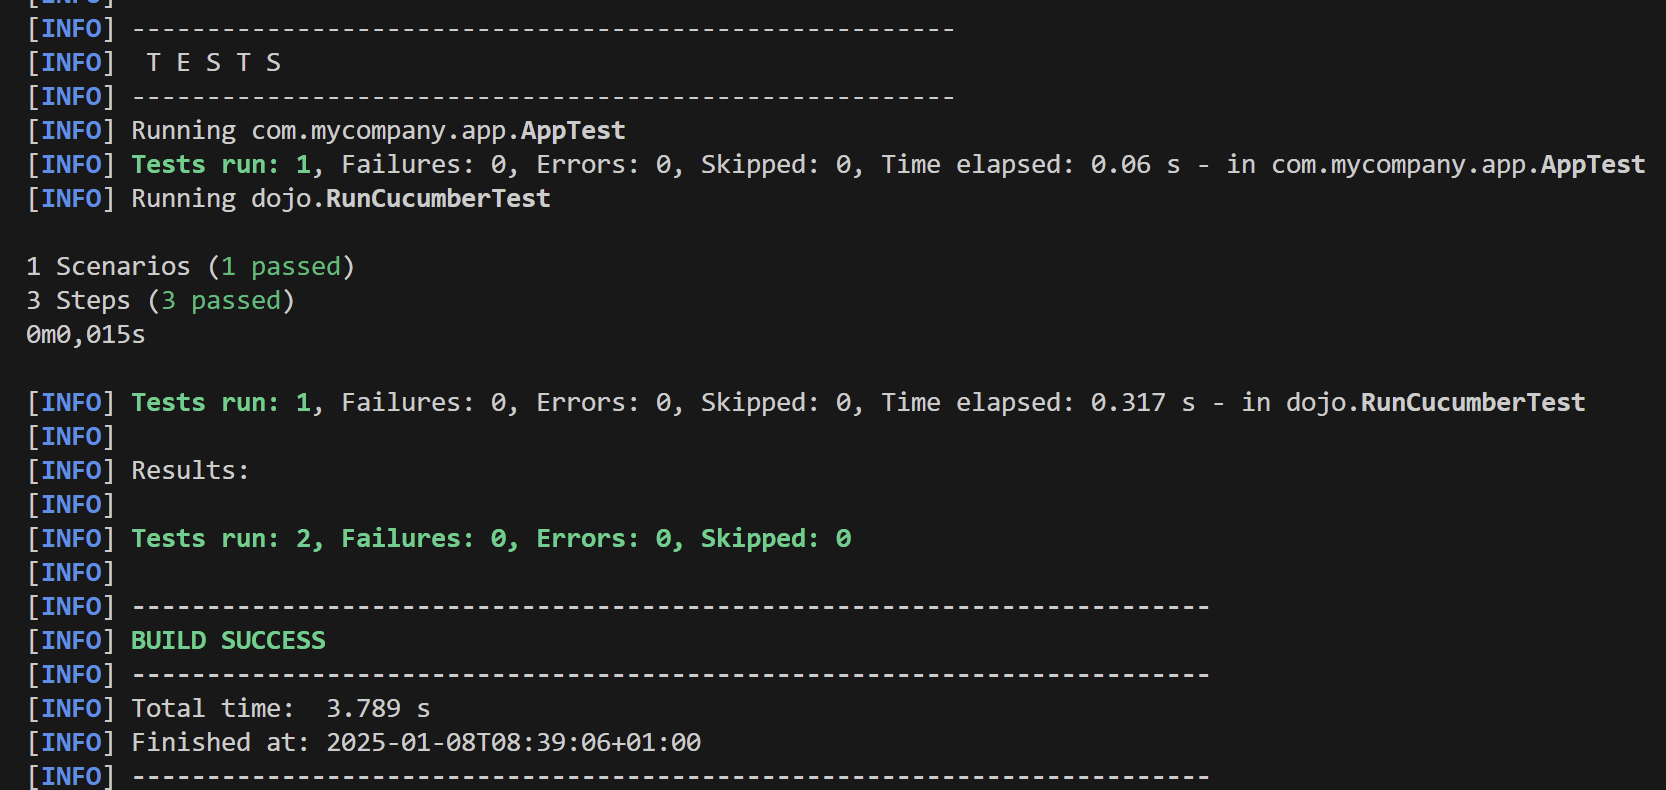 [INFO]
[INFO] -------------------------------------------------------
[INFO]  T E S T S
[INFO] -------------------------------------------------------
[INFO] Running com.mycompany.app.AppTest
[INFO] Tests run: 1, Failures: 0, Errors: 0, Skipped: 0, Time elapsed: 0.06 s - in com.mycompany.app.AppTest
[INFO] Running dojo.RunCucumberTest

1 Scenarios (1 passed)
3 Steps (3 passed)
0m0,015s

[INFO] Tests run: 1, Failures: 0, Errors: 0, Skipped: 0, Time elapsed: 0.317 s - in dojo.RunCucumberTest
[INFO]
[INFO] Results:
[INFO]
[INFO] Tests run: 2, Failures: 0, Errors: 0, Skipped: 0
[INFO]
[INFO] ------------------------------------------------------------------------
[INFO] BUILD SUCCESS
[INFO] ------------------------------------------------------------------------
[INFO] Total time:  3.789 s
[INFO] Finished at: 2025-01-08T08:39:06+01:00
[INFO] ------------------------------------------------------------------------